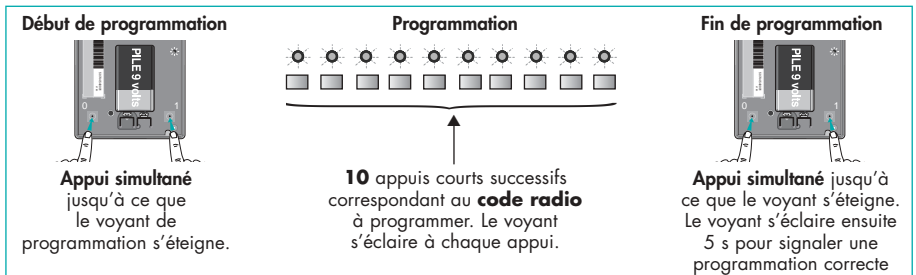 Début de programmation
Programmation
Fin de programmation
PILE 9 volts
0
1
PILE 9 volts
0
1
Appui simultané
jusqu'à ce que
le voyant de
programmation s'éteigne.
10 appuis courts successifs
correspondant au code radio
à programmer. Le voyant
s'éclaire à chaque appui.
Appui simultané jusqu'à
ce que le voyant s'éteigne.
Le voyant s'éclaire ensuite
5 s pour signaler une
programmation correcte